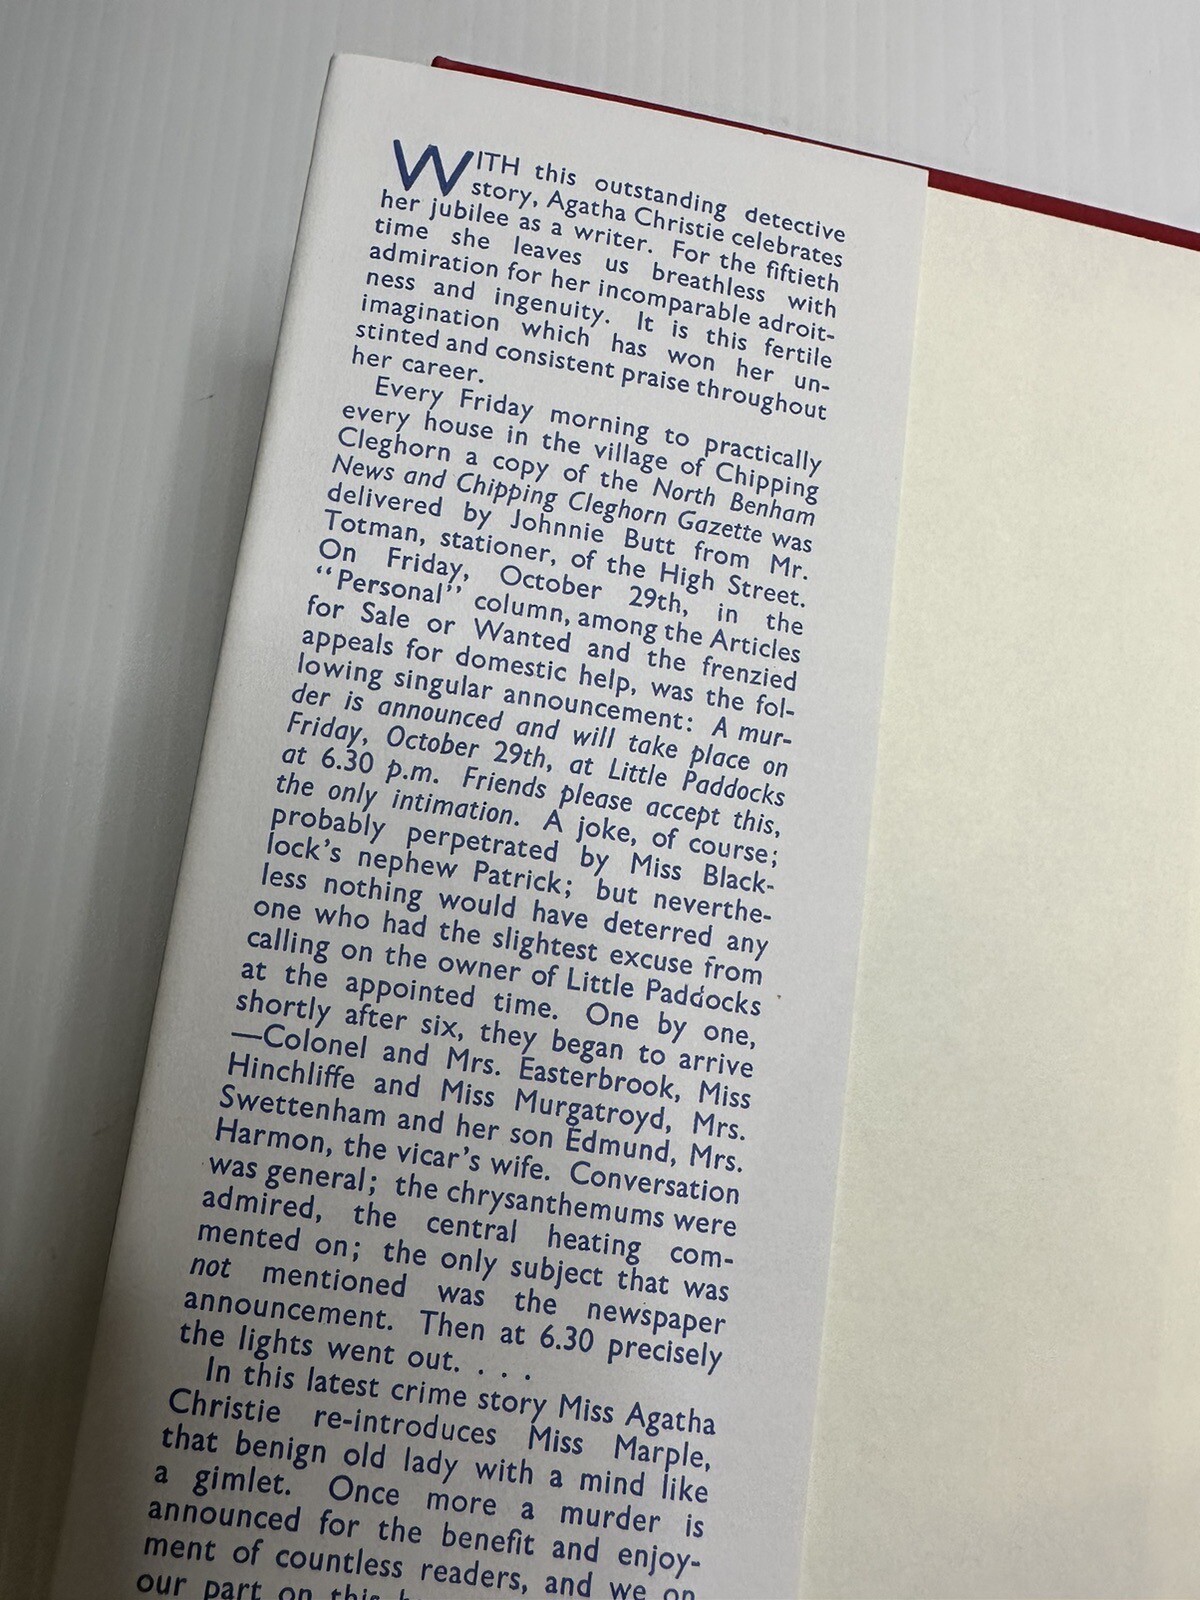 WITH this outstanding detective
story, Agatha Christie celebrates
her jubilee as a writer. For the fiftieth
time she leaves us breathless with
admiration for her incomparable adroit-
ness and ingenuity. It is this fertile
imagination which has won her un-
stinted and consistent praise throughout
her career.
Every Friday morning to practically
every house in the village of Chipping
Cleghorn a copy of the North Benham
News and Chipping Cleghorn Gazette was
delivered by Johnnie Butt from Mr.
Totman, stationer, of the High Street.
On Friday, October 29th, in the
“Personal” column, among the Articles
for Sale or Wanted and the frenzied
appeals for domestic help, was the fol-
lowing singular announcement: A mur-
der is announced and will take place on
Friday, October 29th, at Little Paddocks
at 6.30 p.m. Friends please accept this,
the only intimation. A joke, of course;
probably perpetrated by Miss Black-
lock’s nephew Patrick; but neverthe-
less nothing would have deterred any
one who had the slightest excuse from
calling on the owner of Little Paddocks
at the appointed time. One by one,
shortly after six, they began to arrive
—Colonel and Mrs. Easterbrook, Miss
Hinchliffe and Miss Murgatroyd, Mrs.
Swettenham and her son Edmund, Mrs.
Harmon, the vicar’s wife. Conversation
was general; the chrysanthemums were
admired, the central heating com-
mented on; the only subject that was
not mentioned was the newspaper
announcement. Then at 6.30 precisely
the lights went out. . . .
In this latest crime story Miss Agatha
Christie re-introduces Miss Marple,
that benign old lady with a mind like
a gimlet. Once more a murder is
announced for the benefit and enjoy-
ment of countless readers, and we on
our part on this